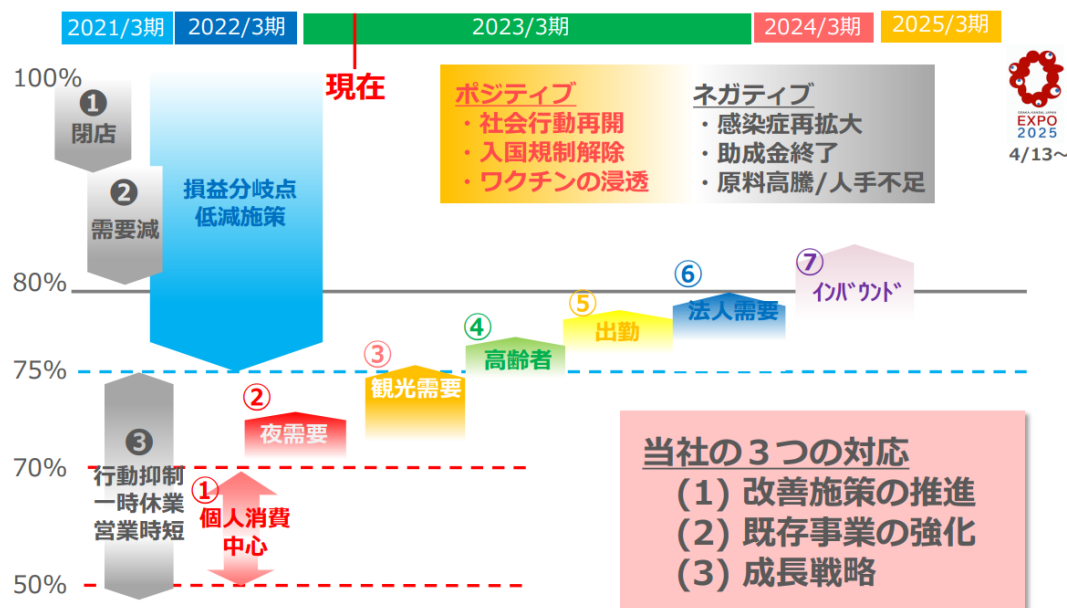 2021/3期
2022/3期
2023/3期
2024/3期
2025/3期
現在
100%
80%
75%
70%
50%
❶
閉店
❷
需要減
損益分岐点
低減施策
ポジティブ
・社会行動再開
・入国規制解除
・ワクチンの浸透
ネガティブ
・感染症再拡大
・助成金終了
・原料高騰/人手不足
EXPO
2025
4/13～
❸
行動抑制
一時休業
営業時短
①
個人消費
中心
②
夜需要
③
観光需要
④
高齢者
⑤
出勤
⑥
法人需要
⑦
ｲﾝﾊﾞｳﾝﾄﾞ
当社の３つの対応
(1) 改善施策の推進
(2) 既存事業の強化
(3) 成長戦略